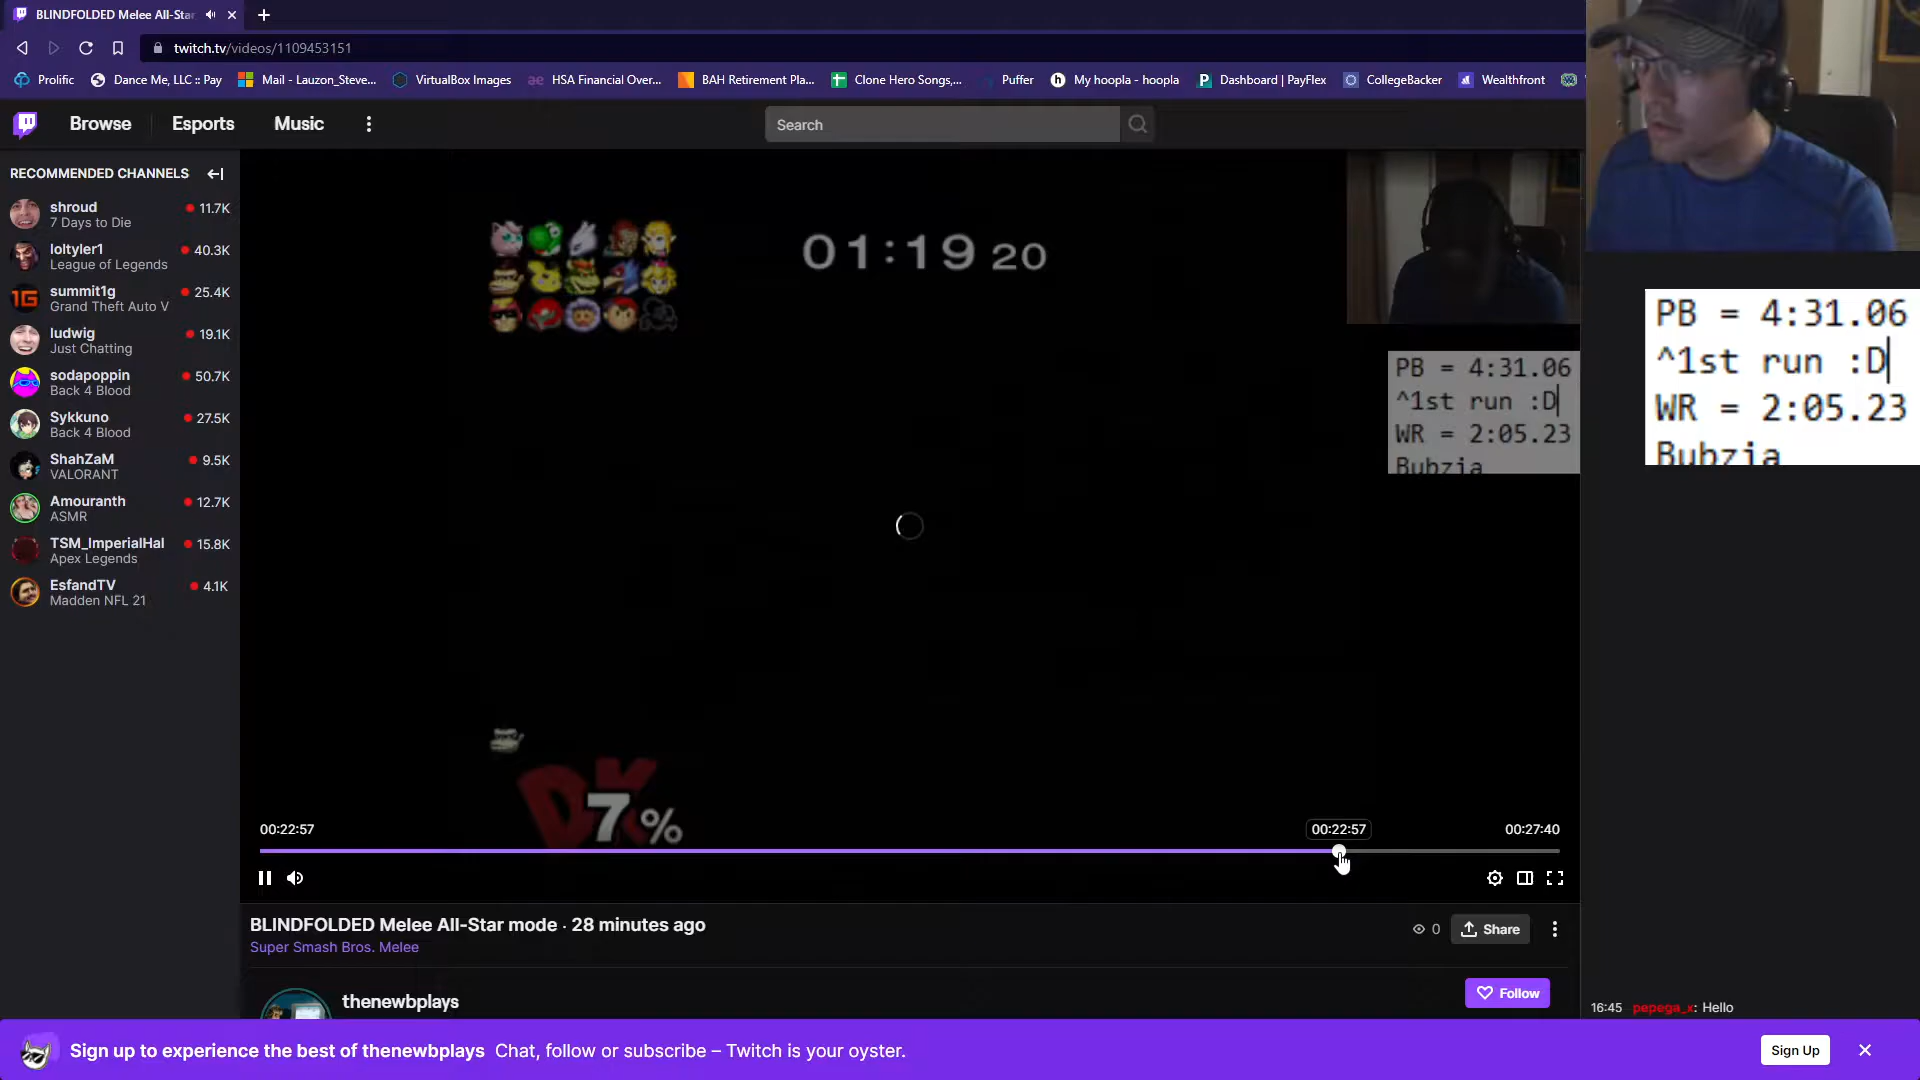 BLINDFOLDED Melee All-Sta
twitch.tv/videos/1109453151
Prolific Dance Me, LLC :: Pay Mail - Lauzon_Steve... VirtualBox Images ae HSA Financial Over... BAH Retirement Pla... Clone Hero Songs,... Puffer h My hoopla - hoopla P Dashboard | PayFlex CollegeBacker Wealthfront
Browse Esports Music Search
RECOMMENDED CHANNELS
shroud 11.7K
7 Days to Die
loltyler1 40.3K
League of Legends
1G summit1g 25.4K
Grand Theft Auto V
ludwig 19.1K
Just Chatting
sodapoppin 50.7K
Back 4 Blood
Sykkuno 27.5K
Back 4 Blood
ShahZaM 9.5K
VALORANT
Amouranth 12.7K
ASMR
TSM_ImperialHal 15.8K
Apex Legends
EsfandTV 4.1K
Madden NFL 21
01:19 20
PB = 4:31.06
^1st run :D
WR = 2:05.23
Bubzia
DK
7%
00:22:57 00:22:57 00:27:40
BLINDFOLDED Melee All-Star mode · 28 minutes ago
Super Smash Bros. Melee
0 Share
thenewbplays
Follow
PB = 4:31.06
^1st run :D
WR = 2:05.23
Bubzia
16:45 pepega_x: Hello
Sign up to experience the best of thenewbplays Chat, follow or subscribe – Twitch is your oyster.
Sign Up